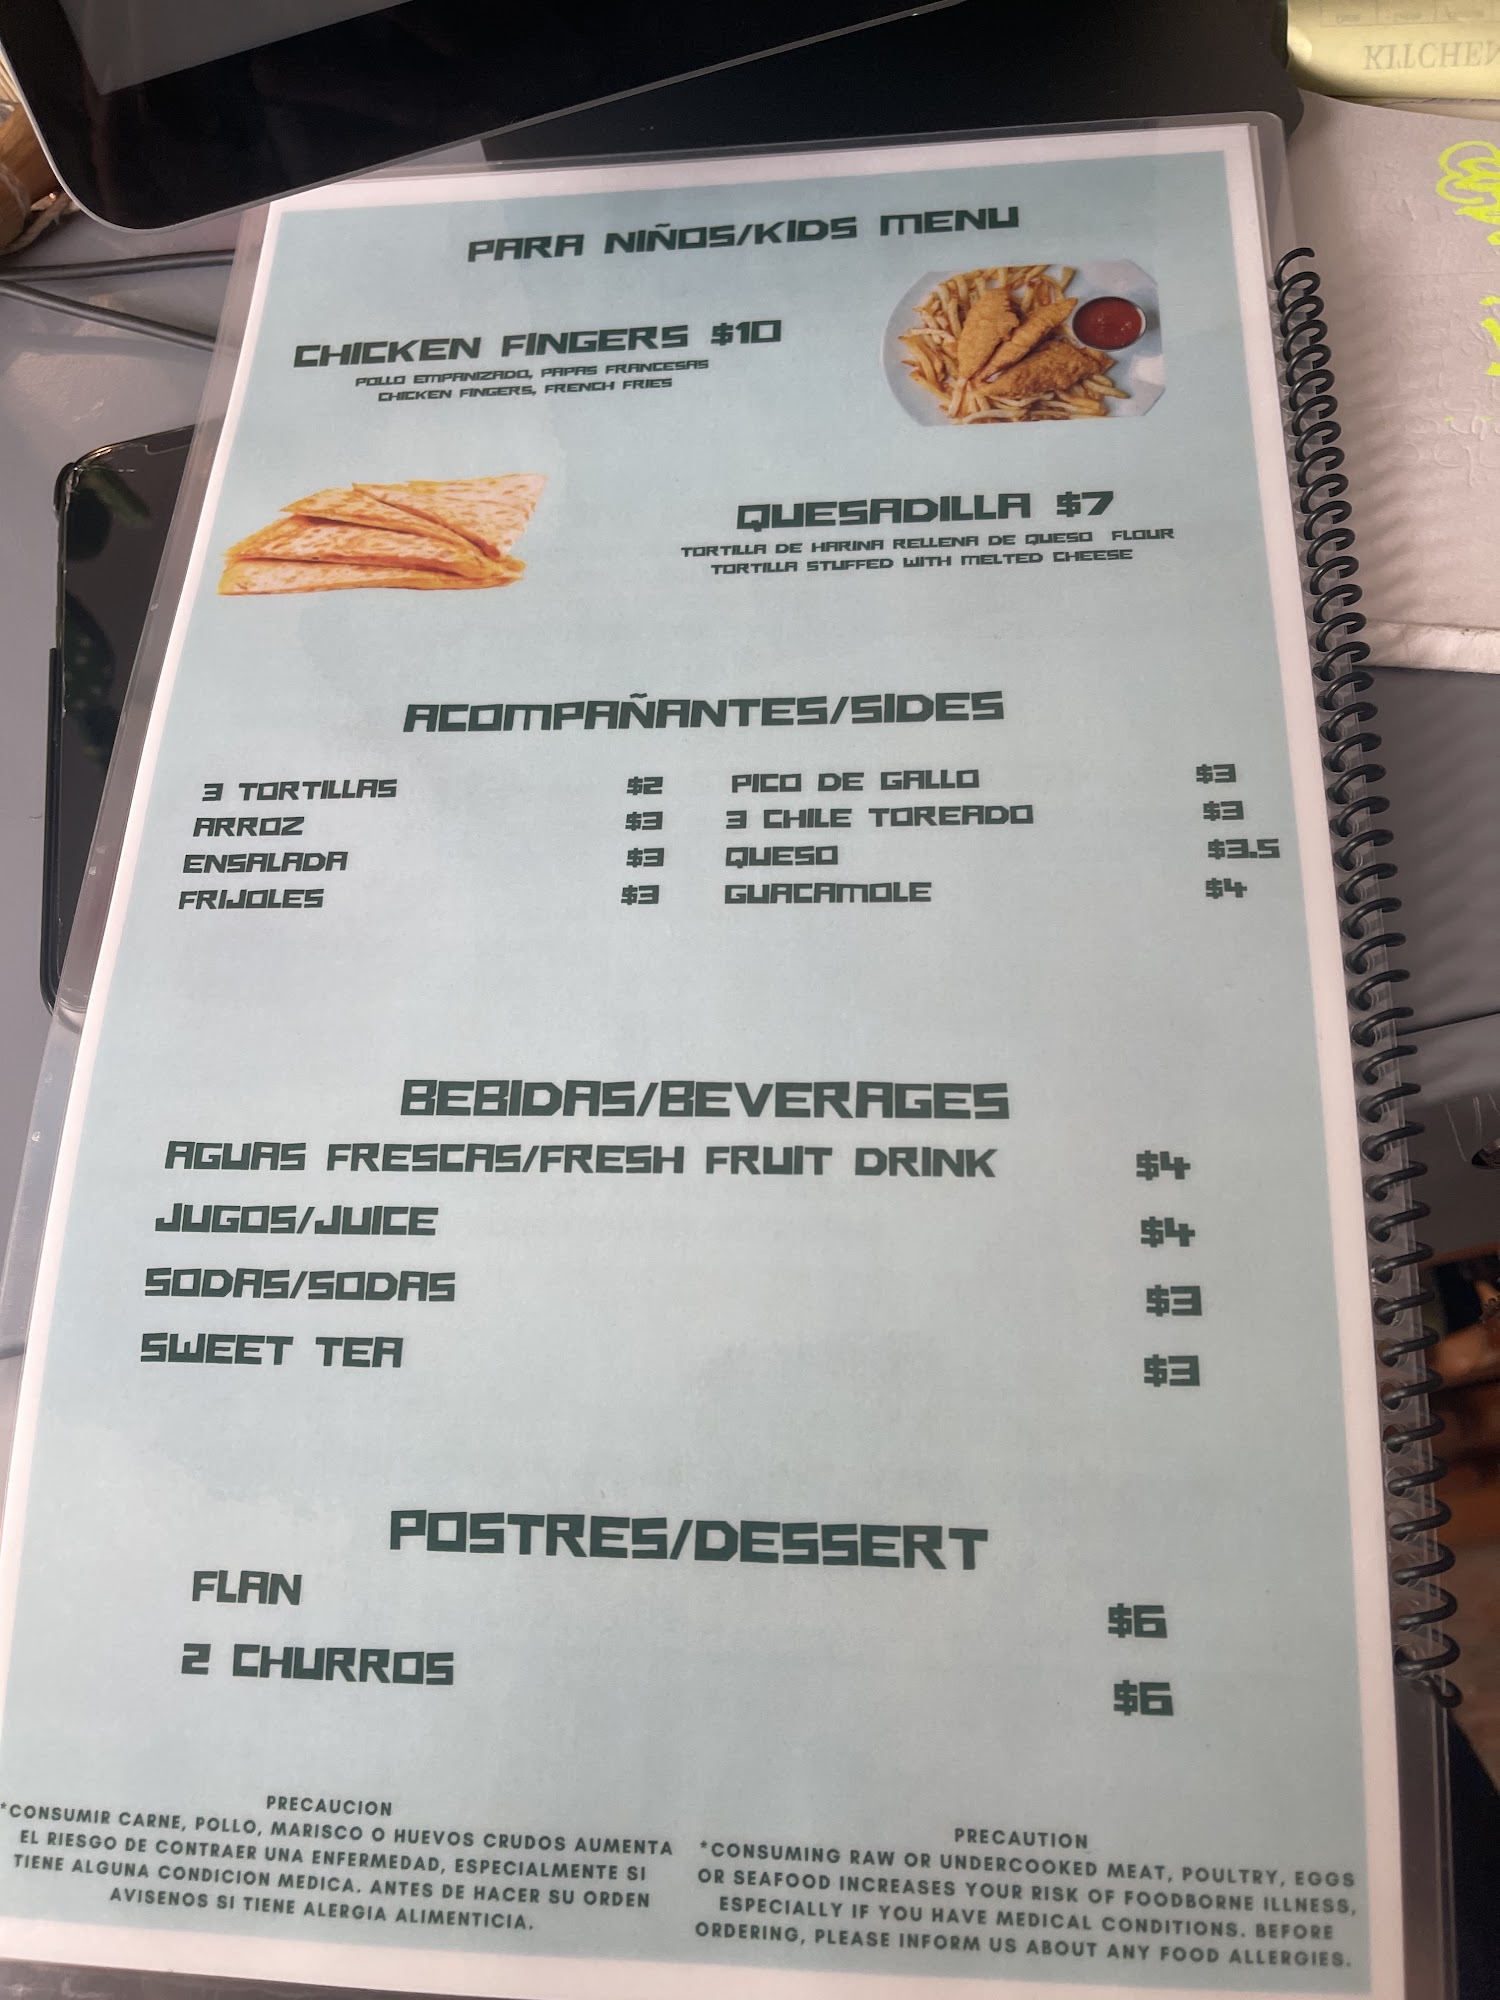 KITCHEN
PARA NIÑOS/KIDS MENU
CHICKEN FINGERS $10
POLLO EMPANIZADO, PAPAS FRANCESAS
CHICKEN FINGERS, FRENCH FRIES
QUESADILLA $7
TORTILLA DE HARINA RELLENA DE QUESO FLOUR
TORTILLA STUFFED WITH MELTED CHEESE
ACOMPAÑANTES/SIDES
3 TORTILLAS $2
ARROZ $3
ENSALADA $3
FRIJOLES $3
PICO DE GALLO $3
3 CHILE TOREADO $3
QUESO $3.5
GUACAMOLE $4
BEBIDAS/BEVERAGES
AGUAS FRESCAS/FRESH FRUIT DRINK $4
JUGOS/JUICE $4
SODAS/SODAS $3
SWEET TEA $3
POSTRES/DESSERT
FLAN $6
2 CHURROS $6
PRECAUCION
*CONSUMIR CARNE, POLLO, MARISCO O HUEVOS CRUDOS AUMENTA
EL RIESGO DE CONTRAER UNA ENFERMEDAD, ESPECIALMENTE SI
TIENE ALGUNA CONDICION MEDICA. ANTES DE HACER SU ORDEN
AVISENOS SI TIENE ALERGIA ALIMENTICIA.
PRECAUTION
*CONSUMING RAW OR UNDERCOOKED MEAT, POULTRY, EGGS
OR SEAFOOD INCREASES YOUR RISK OF FOODBORNE ILLNESS,
ESPECIALLY IF YOU HAVE MEDICAL CONDITIONS. BEFORE
ORDERING, PLEASE INFORM US ABOUT ANY FOOD ALLERGIES.